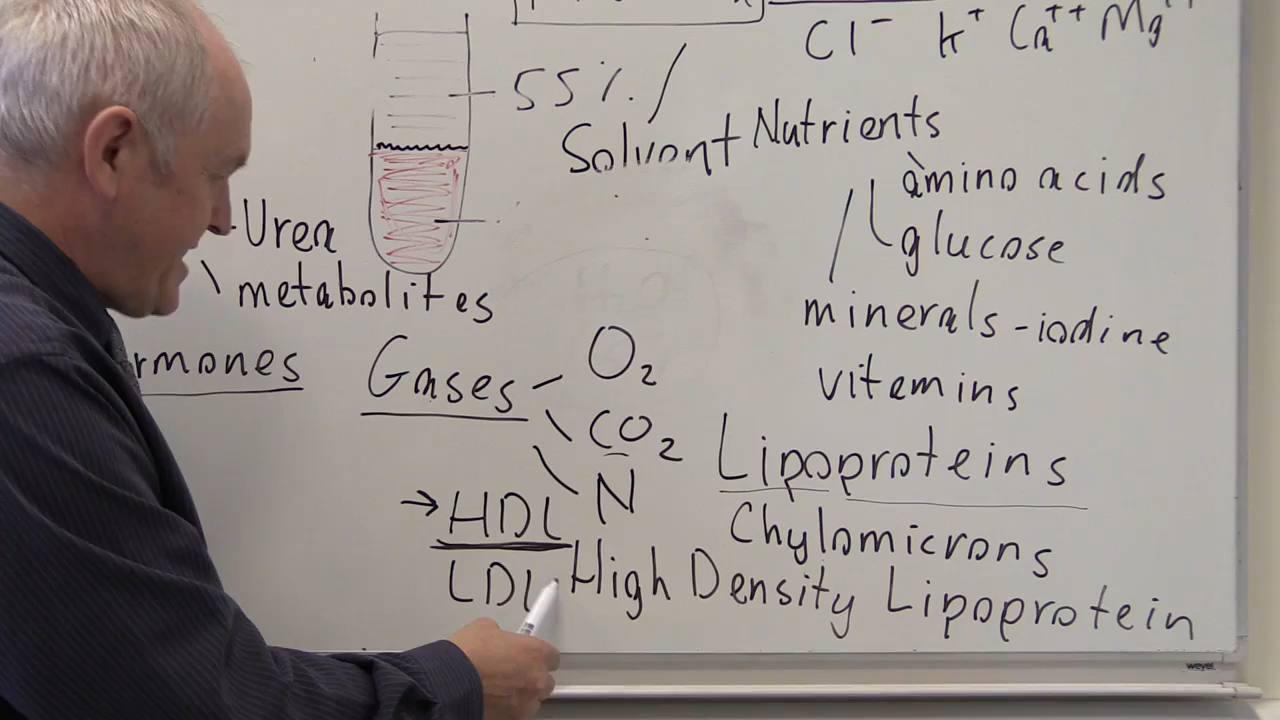 Cl⁻ K⁺ Ca⁺⁺ Mg⁺⁺
55%
Solvent
Nutrients
amino acids
glucose
minerals - iodine
vitamins
Urea
metabolites
rmones
Gases
O₂
CO₂
N
Lipoproteins
Chylomicrons
→ HDL
LDL
High Density Lipoprotein
weyel